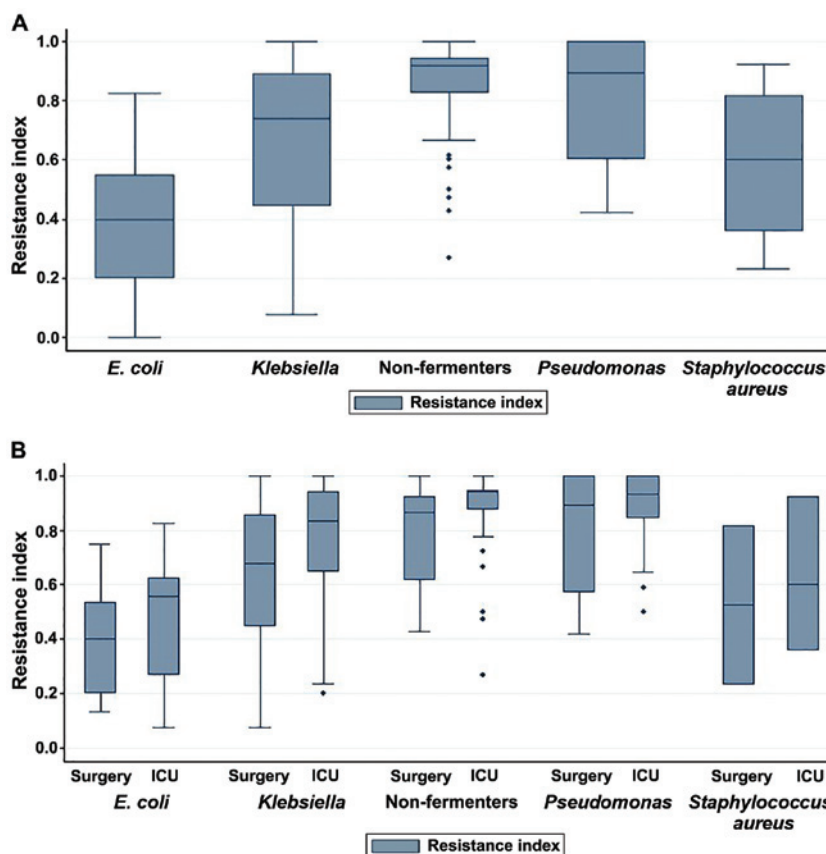 A
Resistance index
1.0
0.8
0.6
0.4
0.2
0.0
E. coli Klebsiella Non-fermenters Pseudomonas Staphylococcus
aureus
Resistance index
B
Resistance index
1.0
0.8
0.6
0.4
0.2
0.0
Surgery ICU Surgery ICU Surgery ICU Surgery ICU Surgery ICU
E. coli Klebsiella Non-fermenters Pseudomonas Staphylococcus
aureus
Resistance index